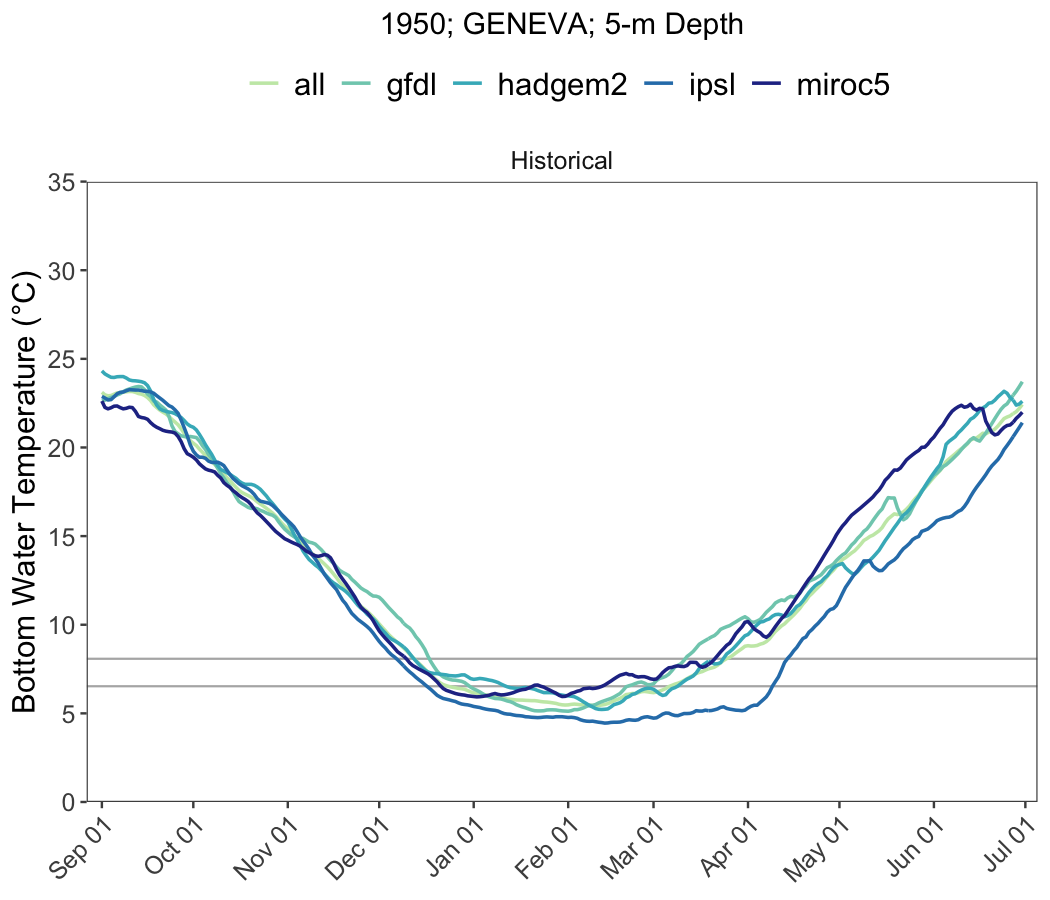 1950; GENEVA; 5-m Depth
all gfdl hadgem2 ipsl miroc5
Historical
Bottom Water Temperature (°C)
35
30
25
20
15
10
5
0
Sep 01 Oct 01 Nov 01 Dec 01 Jan 01 Feb 01 Mar 01 Apr 01 May 01 Jun 01 Jul 01